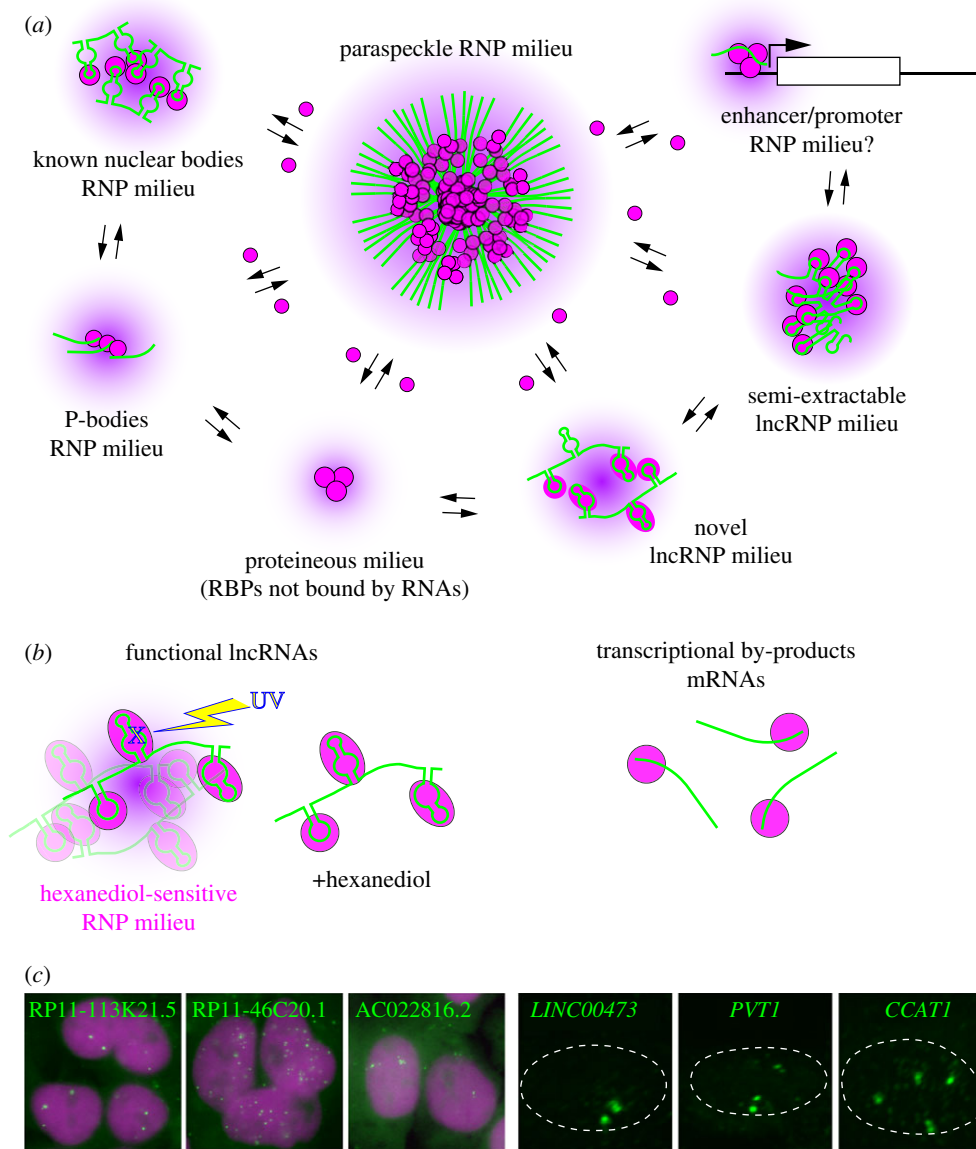 (a)
paraspeckle RNP milieu
known nuclear bodies
RNP milieu
enhancer/promoter
RNP milieu?
P-bodies
RNP milieu
semi-extractable
lncRNP milieu
proteineous milieu
(RBPs not bound by RNAs)
novel
lncRNP milieu
(b)
functional lncRNAs
transcriptional by-products
mRNAs
UV
X
hexanediol-sensitive
RNP milieu
+hexanediol
(c)
RP11-113K21.5
RP11-46C20.1
AC022816.2
LINC00473
PVT1
CCAT1